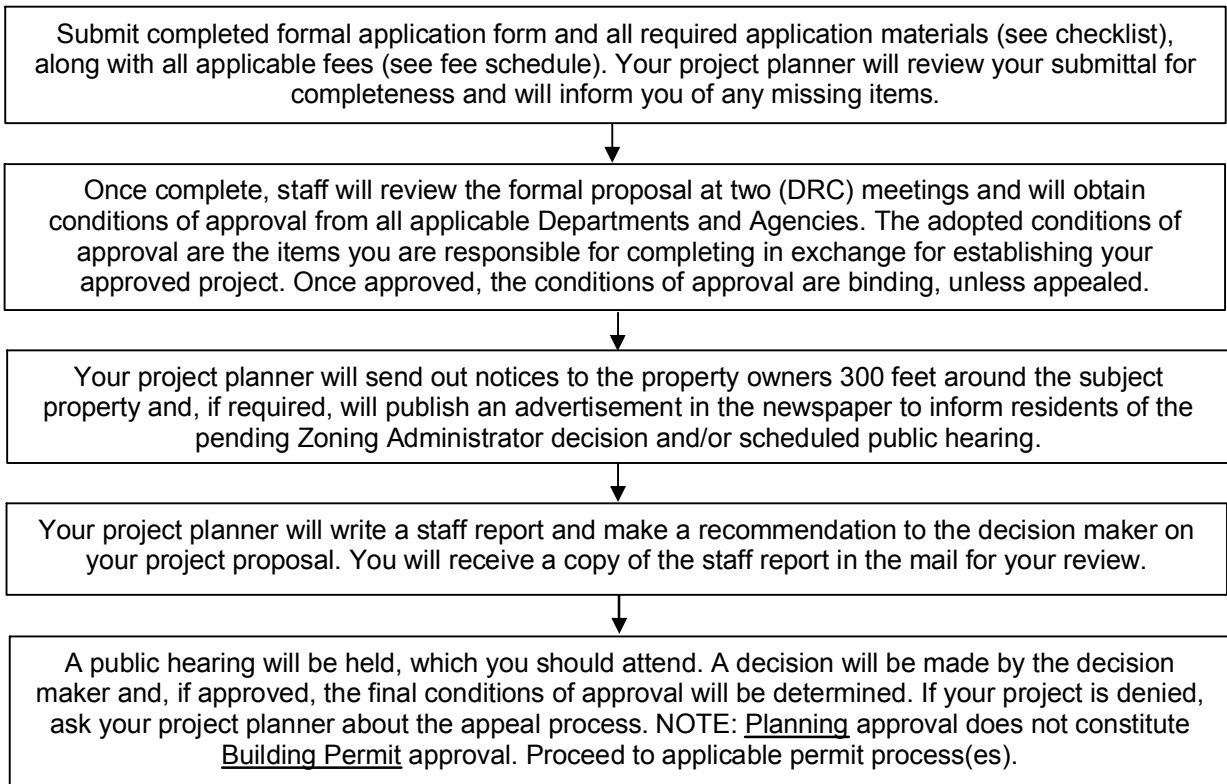 Submit completed formal application form and all required application materials (see checklist),
along with all applicable fees (see fee schedule). Your project planner will review your submittal for
completeness and will inform you of any missing items.
Once complete, staff will review the formal proposal at two (DRC) meetings and will obtain
conditions of approval from all applicable Departments and Agencies. The adopted conditions of
approval are the items you are responsible for completing in exchange for establishing your
approved project. Once approved, the conditions of approval are binding, unless appealed.
Your project planner will send out notices to the property owners 300 feet around the subject
property and, if required, will publish an advertisement in the newspaper to inform residents of the
pending Zoning Administrator decision and/or scheduled public hearing.
Your project planner will write a staff report and make a recommendation to the decision maker on
your project proposal. You will receive a copy of the staff report in the mail for your review.
A public hearing will be held, which you should attend. A decision will be made by the decision
maker and, if approved, the final conditions of approval will be determined. If your project is denied,
ask your project planner about the appeal process. NOTE: Planning approval does not constitute
Building Permit approval. Proceed to applicable permit process(es).